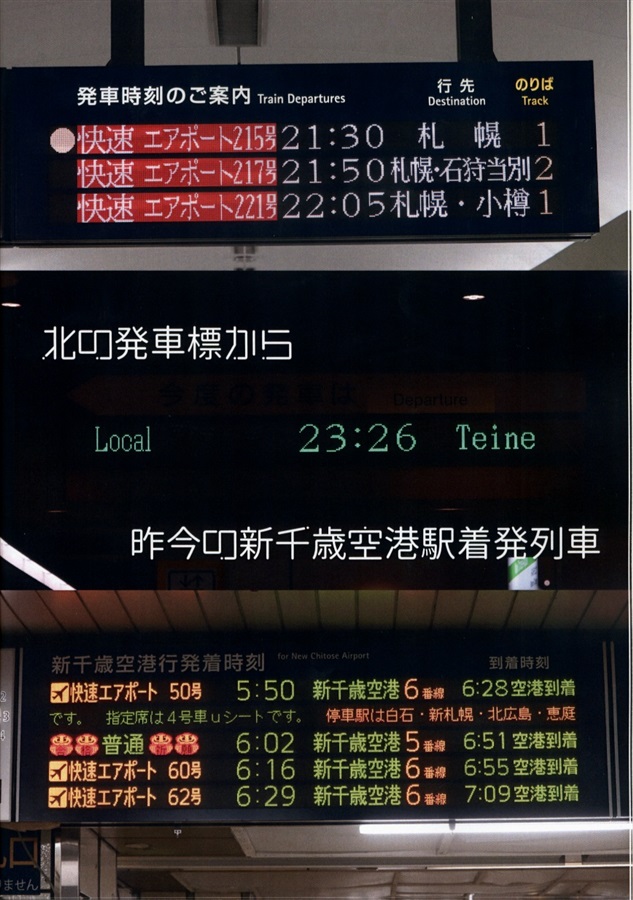 発車時刻のご案内 Train Departures 行先 のりば
Destination Track
快速 エアポート215号 21:30 札幌 1
快速 エアポート217号 21:50 札幌・石狩当別 2
快速 エアポート221号 22:05 札幌・小樽 1
北の発車標から
今度の発車は Departure
Local 23:26 Teine
昨今の新千歳空港駅着発列車
新千歳空港行発着時刻 for New Chitose Airport 到着時刻
快速エアポート 50号 5:50 新千歳空港 6番線 6:28 空港到着
です。 指定席は4号車uシートです。 停車駅は白石・新札幌・北広島・恵庭
普通 6:02 新千歳空港 5番線 6:51 空港到着
快速エアポート 60号 6:16 新千歳空港 6番線 6:55 空港到着
快速エアポート 62号 6:29 新千歳空港 6番線 7:09 空港到着